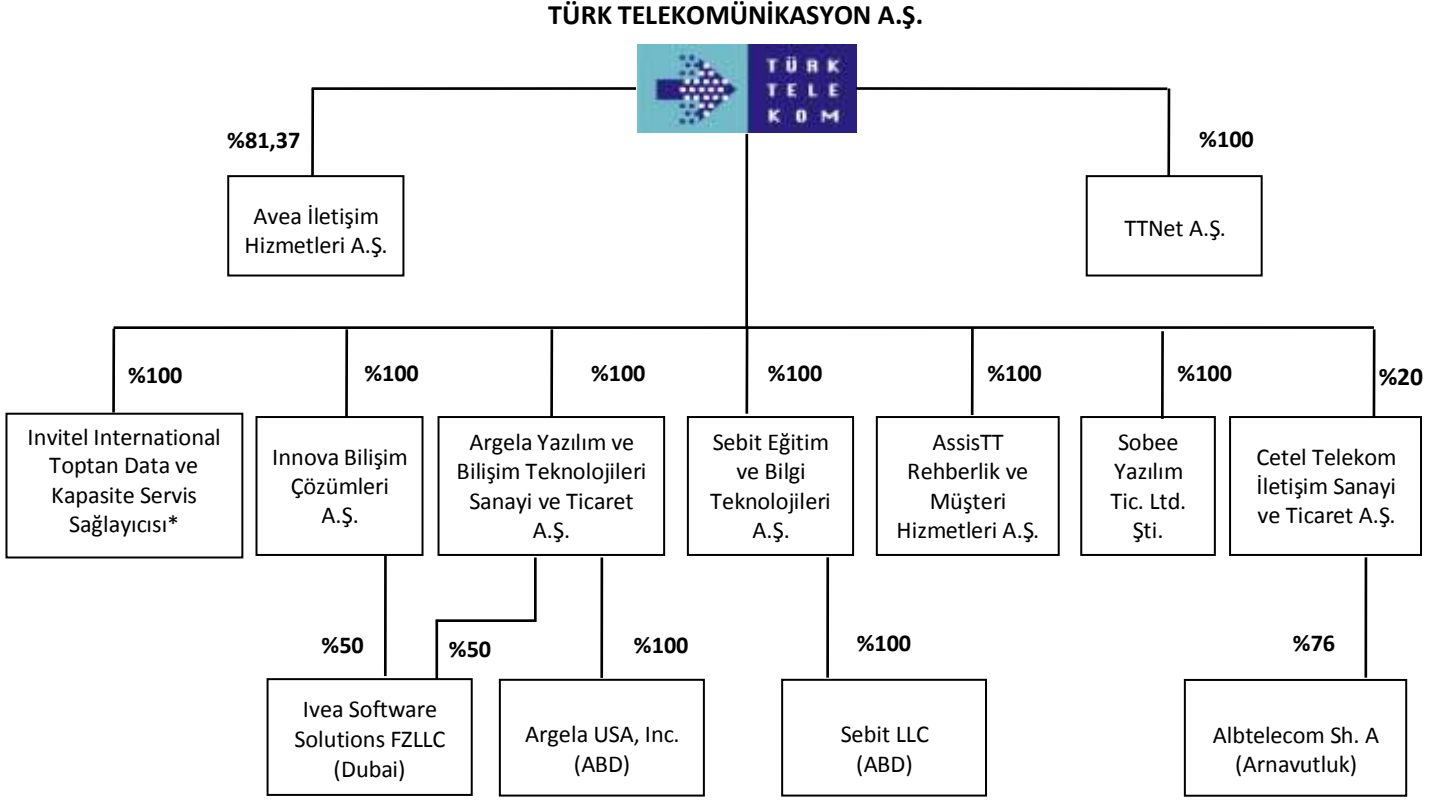 TÜRK TELEKOMÜNİKASYON A.Ş.
TÜRK
TELE
KOM
%81,37
%100
Avea İletişim
Hizmetleri A.Ş.
TTNet A.Ş.
%100
%100
%100
%100
%100
%100
%20
Invitel International
Toptan Data ve
Kapasite Servis
Sağlayıcısı*
Innova Bilişim
Çözümleri
A.Ş.
Argela Yazılım ve
Bilişim Teknolojileri
Sanayi ve Ticaret
A.Ş.
Sebit Eğitim
ve Bilgi
Teknolojileri
A.Ş.
AssisTT
Rehberlik ve
Müşteri
Hizmetleri A.Ş.
Sobee
Yazılım
Tic. Ltd.
Şti.
Cetel Telekom
İletişim Sanayi
ve Ticaret A.Ş.
%50
%50
%100
%100
%76
Ivea Software
Solutions FZLLC
(Dubai)
Argela USA, Inc.
(ABD)
Sebit LLC
(ABD)
Albtelecom Sh. A
(Arnavutluk)